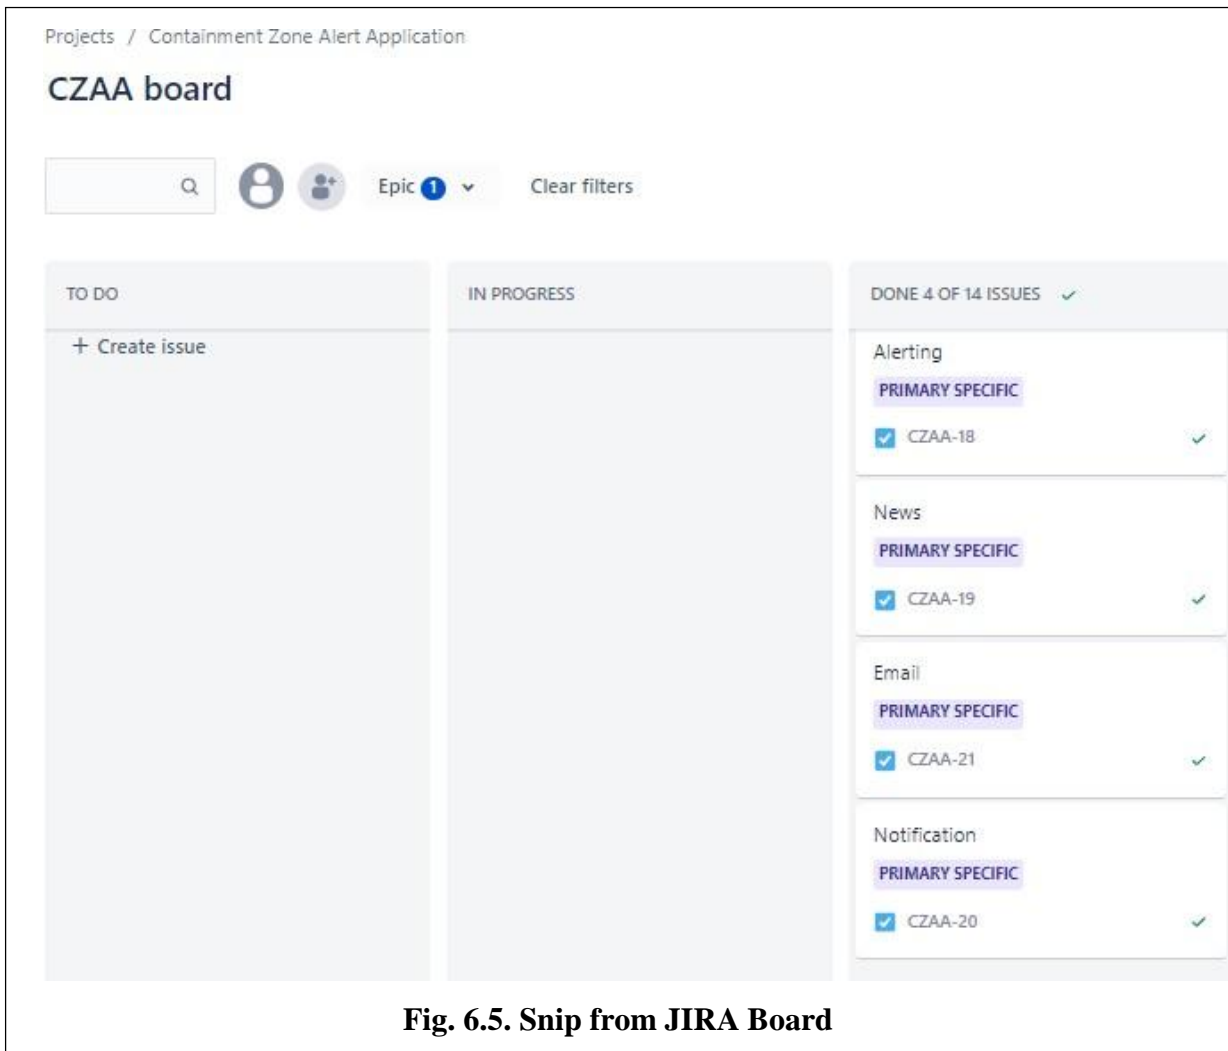 Projects / Containment Zone Alert Application
CZAA board
Epic 1
Clear filters
TO DO
+ Create issue
IN PROGRESS
DONE 4 OF 14 ISSUES
Alerting
PRIMARY SPECIFIC
CZAA-18
News
PRIMARY SPECIFIC
CZAA-19
Email
PRIMARY SPECIFIC
CZAA-21
Notification
PRIMARY SPECIFIC
CZAA-20
Fig. 6.5. Snip from JIRA Board